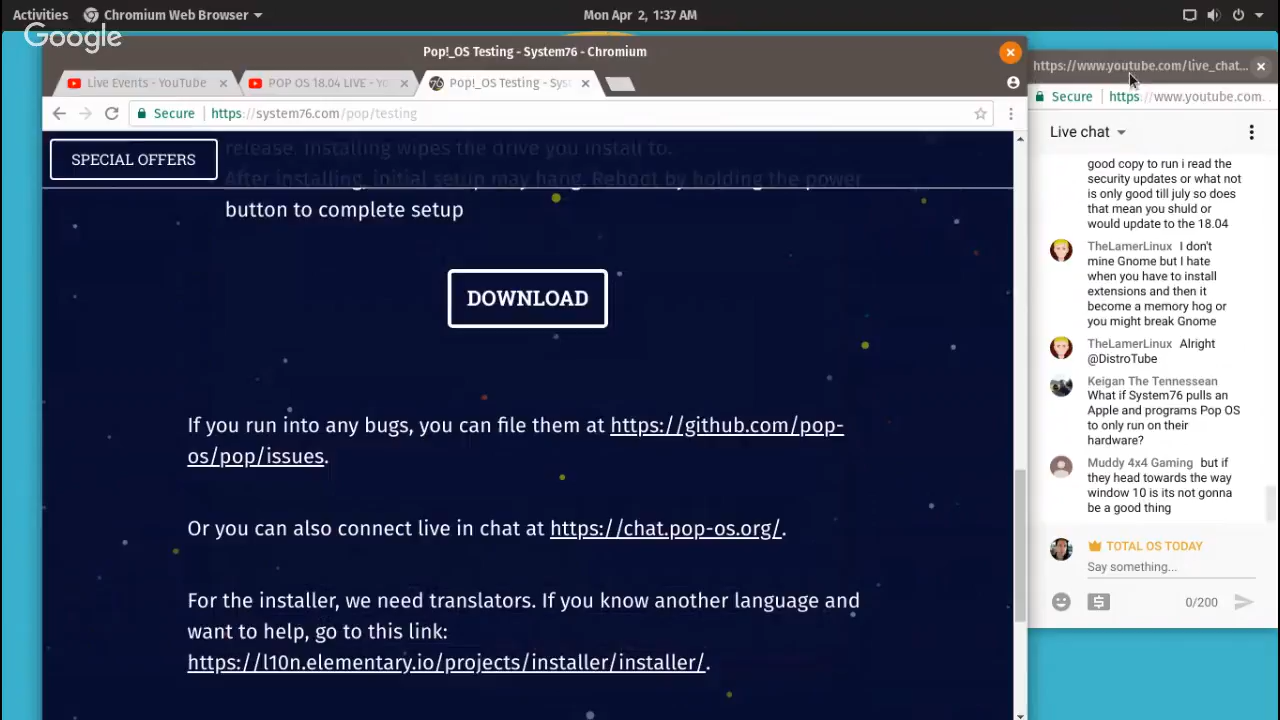 Activities
Chromium Web Browser
Mon Apr 2, 1:37 AM
Google
Pop!_OS Testing - System76 - Chromium
Live Events - YouTube
POP OS 18.04 LIVE - Yo
Pop!_OS Testing - Sys
Secure
https://system76.com/pop/testing
SPECIAL OFFERS
release. Installing wipes the drive you install to.
After installing, initial setup may hang. Reboot by holding the power
button to complete setup
DOWNLOAD
If you run into any bugs, you can file them at https://github.com/pop-
os/pop/issues.
Or you can also connect live in chat at https://chat.pop-os.org/.
For the installer, we need translators. If you know another language and
want to help, go to this link:
https://l10n.elementary.io/projects/installer/installer/.
https://www.youtube.com/live_chat...
Secure
https://www.youtube.com.
Live chat
good copy to run i read the
security updates or what not
is only good till july so does
that mean you shuld or
would update to the 18.04
TheLamerLinux I don't
mine Gnome but I hate
when you have to install
extensions and then it
become a memory hog or
you might break Gnome
TheLamerLinux Alright
@DistroTube
Keigan The Tennessean
What if System76 pulls an
Apple and programs Pop OS
to only run on their
hardware?
Muddy 4x4 Gaming but if
they head towards the way
window 10 is its not gonna
be a good thing
TOTAL OS TODAY
Say something...
0/200